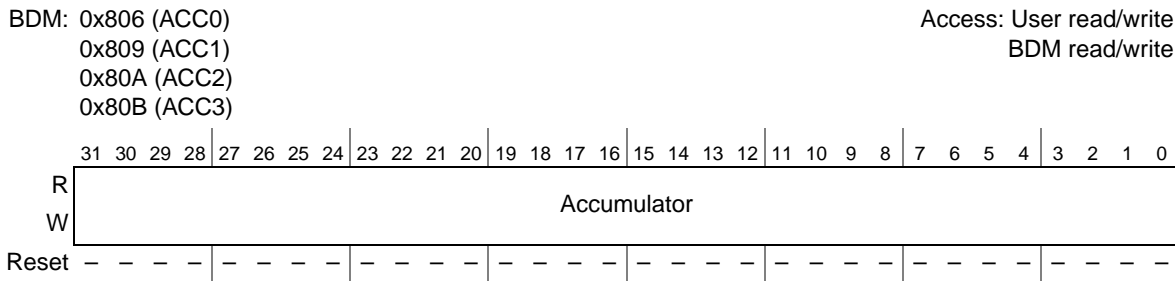 BDM: 0x806 (ACC0) Access: User read/write
0x809 (ACC1) BDM read/write
0x80A (ACC2)
0x80B (ACC3)
31 30 29 28 27 26 25 24 23 22 21 20 19 18 17 16 15 14 13 12 11 10 9 8 7 6 5 4 3 2 1 0
R
Accumulator
W
Reset – – – – – – – – – – – – – – – – – – – – – – – – – – – – – – – –